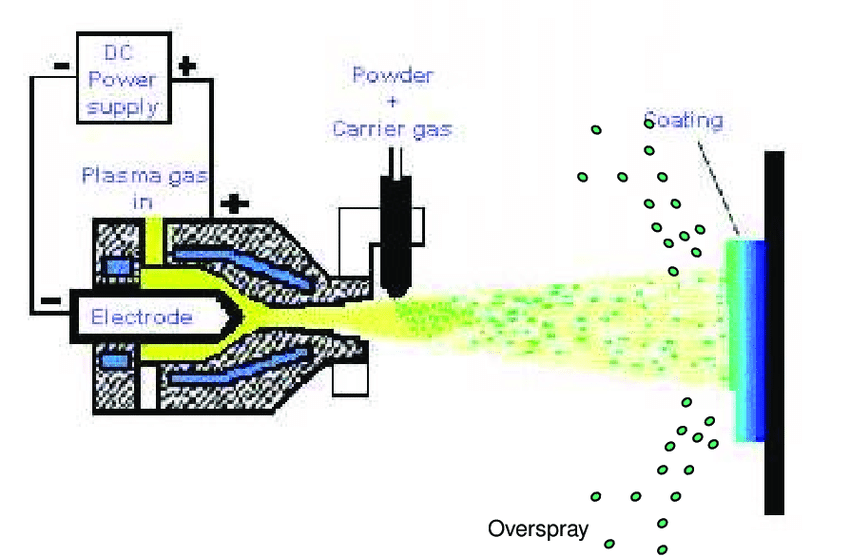 - DC +
Power
supply
Powder
+
Carrier gas
Coating
Plasma gas
in
+
-
Electrode
Overspray